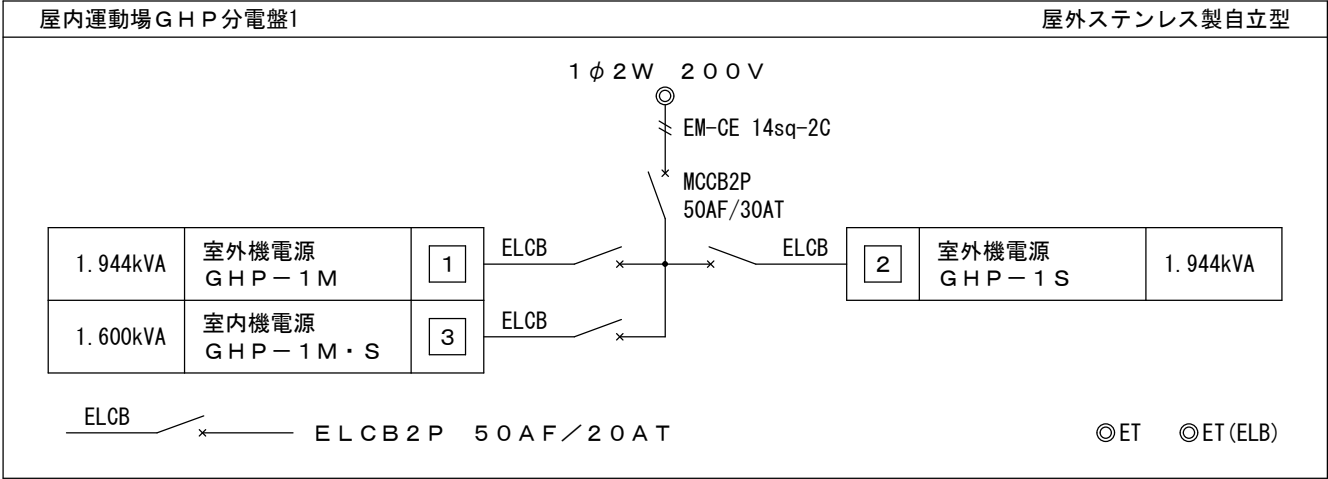 屋内運動場GHP分電盤1
屋外ステンレス製自立型
1φ2W 200V
EM-CE 14sq-2C
MCCB2P
50AF/30AT
1.944kVA
室外機電源
GHP-1M
1
ELCB
ELCB
2
室外機電源
GHP-1S
1.944kVA
1.600kVA
室内機電源
GHP-1M・S
3
ELCB
ELCB
ELCB2P 50AF/20AT
◎ET ◎ET(ELB)